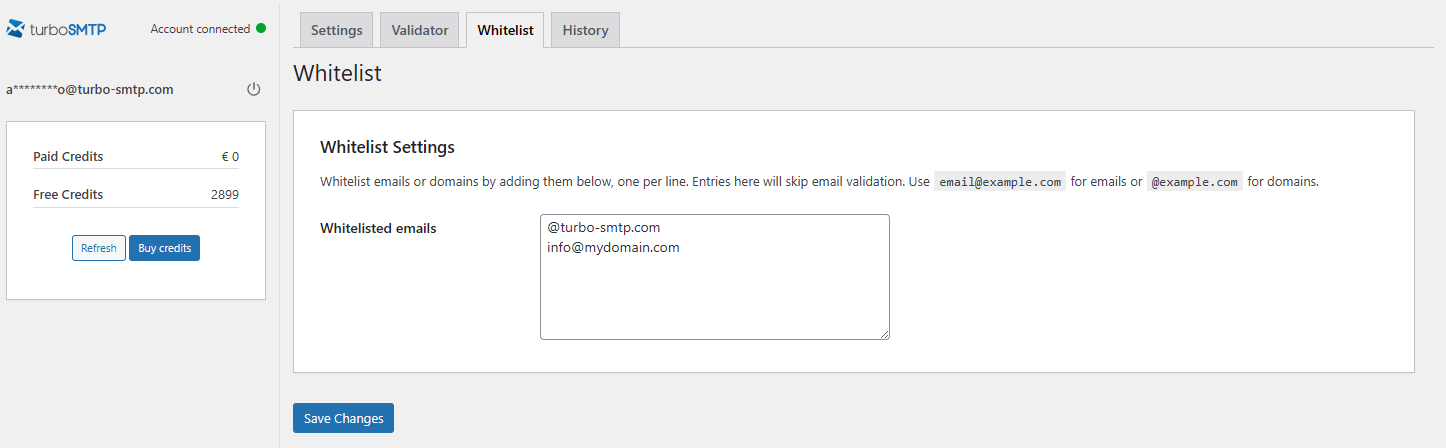 turboSMTP
Account connected
a********o@turbo-smtp.com
Paid Credits € 0
Free Credits 2899
Refresh Buy credits
Settings Validator Whitelist History
Whitelist
Whitelist Settings
Whitelist emails or domains by adding them below, one per line. Entries here will skip email validation. Use email@example.com for emails or @example.com for domains.
Whitelisted emails
@turbo-smtp.com
info@mydomain.com
Save Changes